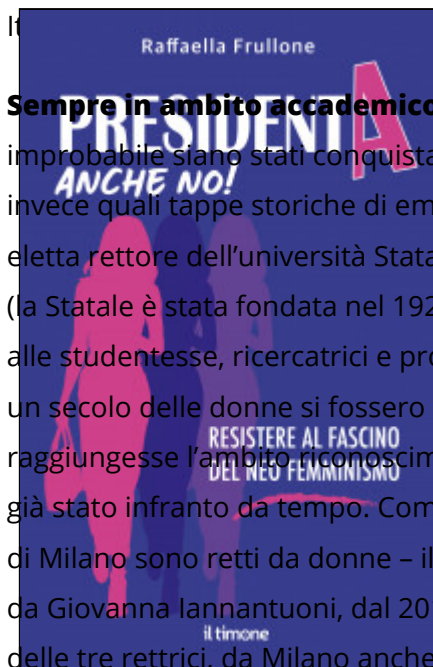 It
Raffaella Frullone
Sempre in ambito accademico
PRESIDENTA
improbabile siano stati conquista
ANCHE NO!
invece quali tappe storiche di em
eletta rettore dell’università Stata
(la Statale è stata fondata nel 192
alle studentesse, ricercatrici e pro
un secolo delle donne si fossero
RESISTERE AL FASCINO
raggiungesse l’ambito riconoscim
DEL NEO FEMMINISMO
già stato infranto da tempo. Com
di Milano sono retti da donne – il
da Giovanna Iannantuoni, dal 20
il timone
delle tre rettrici, da Milano anche